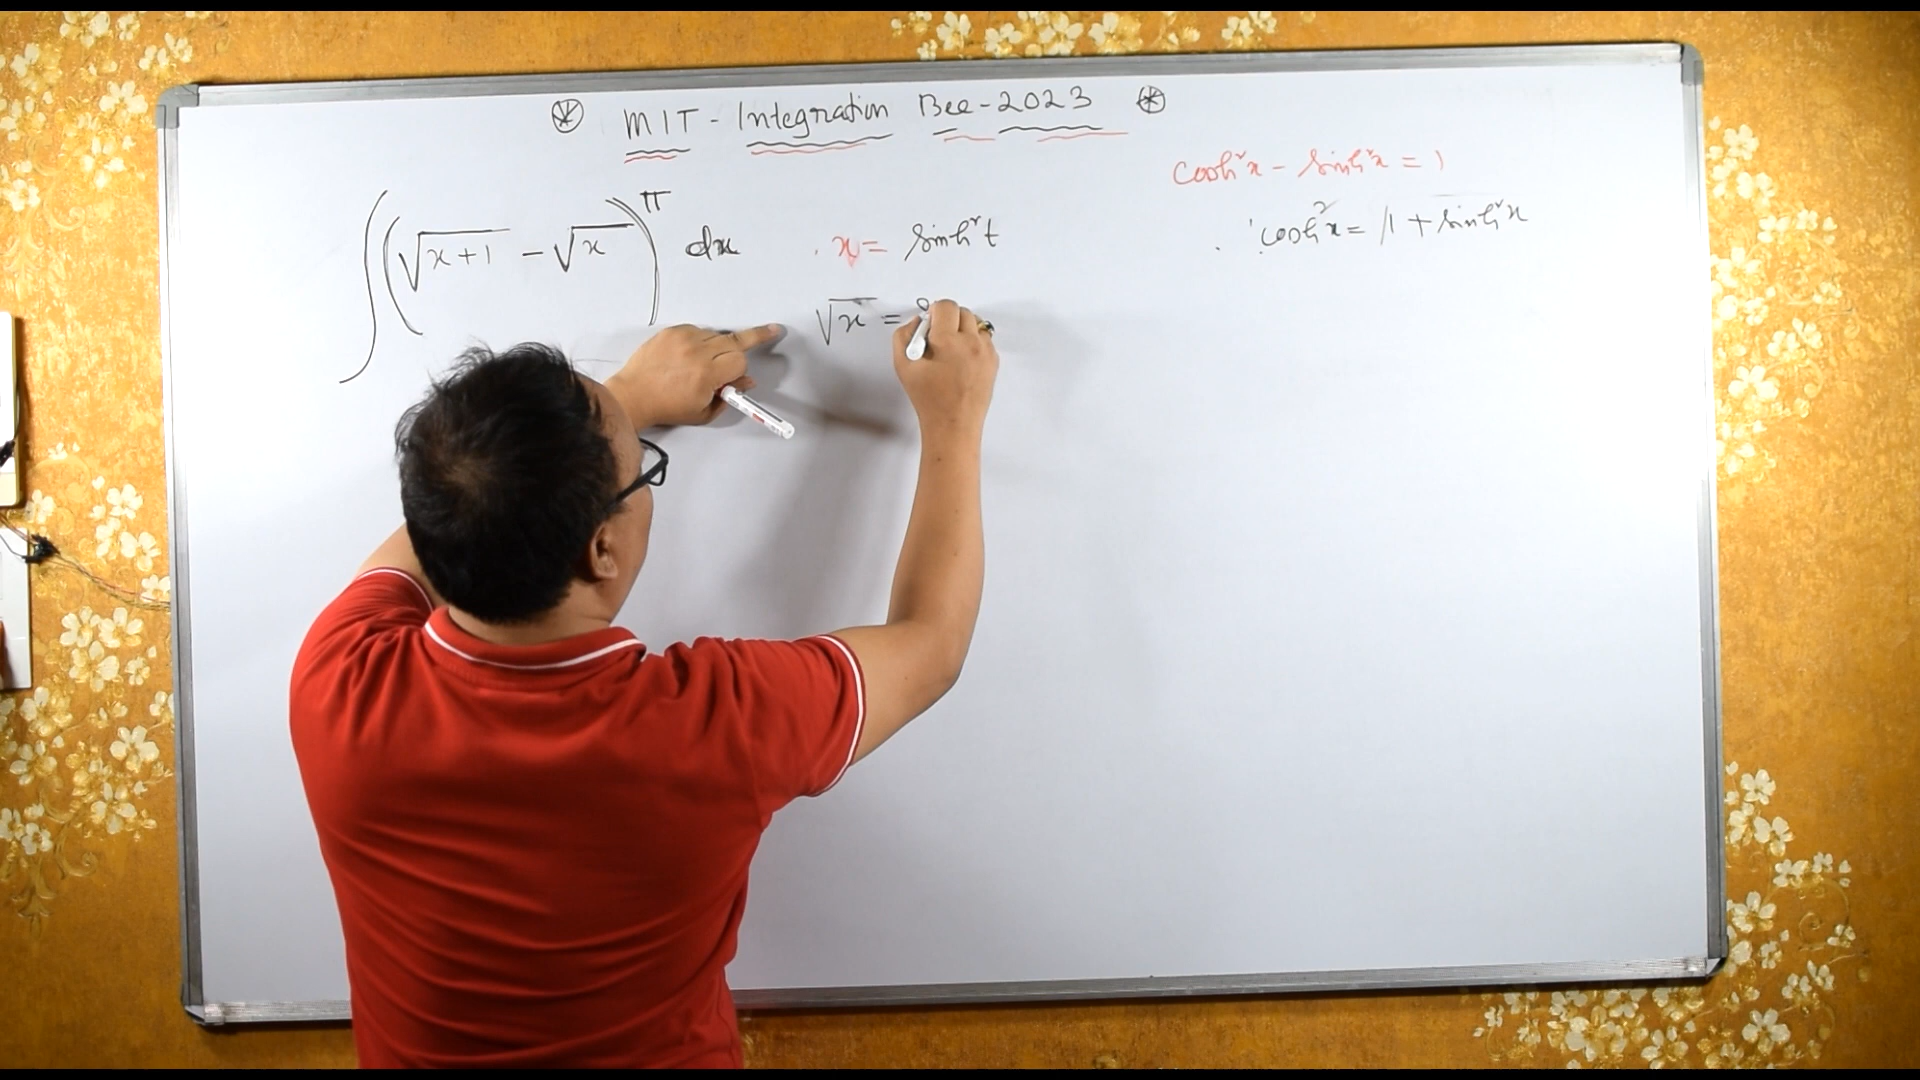 MIT - Integration Bee - 2023
cosh²x - sinh²x = 1
∫(√(x+1) - √x)^π dx
x = sinh²t
cosh²x = 1 + sinh²x
√x =